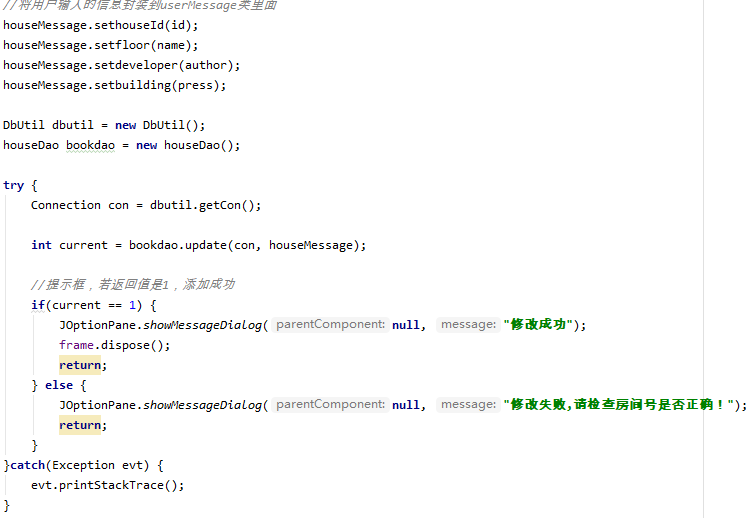 //将用户输入的信息封装到userMessage类里面
houseMessage.sethouseId(id);
houseMessage.setfloor(name);
houseMessage.setdeveloper(author);
houseMessage.setbuilding(press);
DbUtil dbutil = new DbUtil();
houseDao bookdao = new houseDao();
try {
Connection con = dbutil.getCon();
int current = bookdao.update(con, houseMessage);
//提示框，若返回值是1，添加成功
if(current == 1) {
JOptionPane.showMessageDialog( parentComponent: null, message: "修改成功");
frame.dispose();
return;
} else {
JOptionPane.showMessageDialog( parentComponent: null, message: "修改失败,请检查房间号是否正确！");
return;
}
}catch(Exception evt) {
evt.printStackTrace();
}